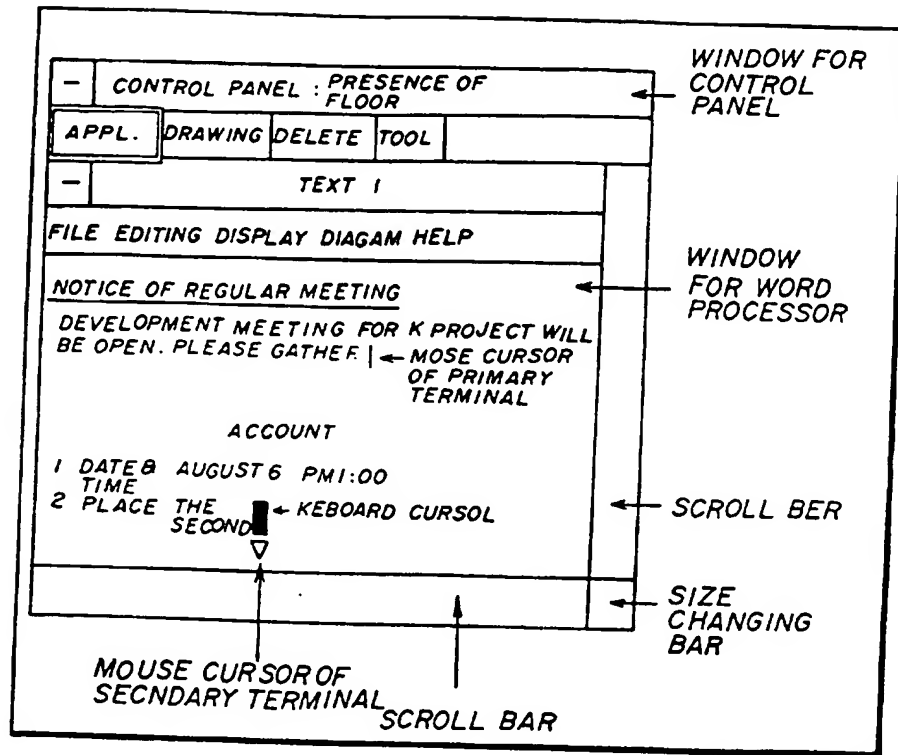 — CONTROL PANEL : PRESENCE OF
FLOOR
WINDOW FOR
CONTROL
PANEL
APPL. DRAWING DELETE TOOL
— TEXT 1
FILE EDITING DISPLAY DIAGAM HELP
WINDOW
FOR WORD
PROCESSOR
NOTICE OF REGULAR MEETING
DEVELOPMENT MEETING FOR K PROJECT WILL
BE OPEN. PLEASE GATHEF.
MOSE CURSOR
OF PRIMARY
TERMINAL
ACCOUNT
1 DATE & AUGUST 6 PM1:00
TIME
2 PLACE THE
SECOND
KEBOARD CURSOL
SCROLL BER
SIZE
CHANGING
BAR
MOUSE CURSOR OF
SECNDARY TERMINAL
SCROLL BAR